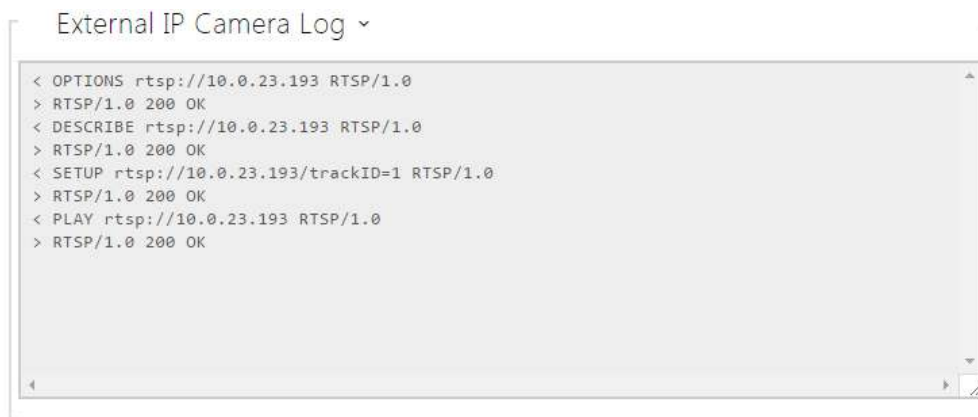 External IP Camera Log
< OPTIONS rtsp://10.0.23.193 RTSP/1.0
> RTSP/1.0 200 OK
< DESCRIBE rtsp://10.0.23.193 RTSP/1.0
> RTSP/1.0 200 OK
< SETUP rtsp://10.0.23.193/trackID=1 RTSP/1.0
> RTSP/1.0 200 OK
< PLAY rtsp://10.0.23.193 RTSP/1.0
> RTSP/1.0 200 OK